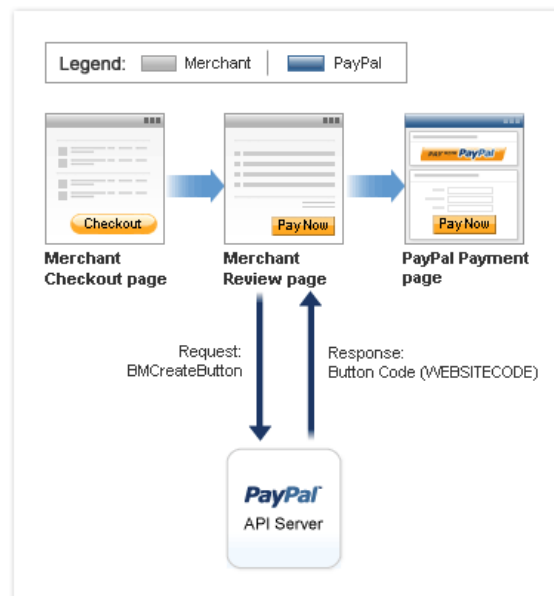 Legend: Merchant PayPal
Checkout
Pay Now
PayPal
Pay Now
Merchant
Checkout page
Merchant
Review page
PayPal Payment
page
Request:
BMCreateButton
Response:
Button Code (WEBSITECODE)
PayPal
API Server